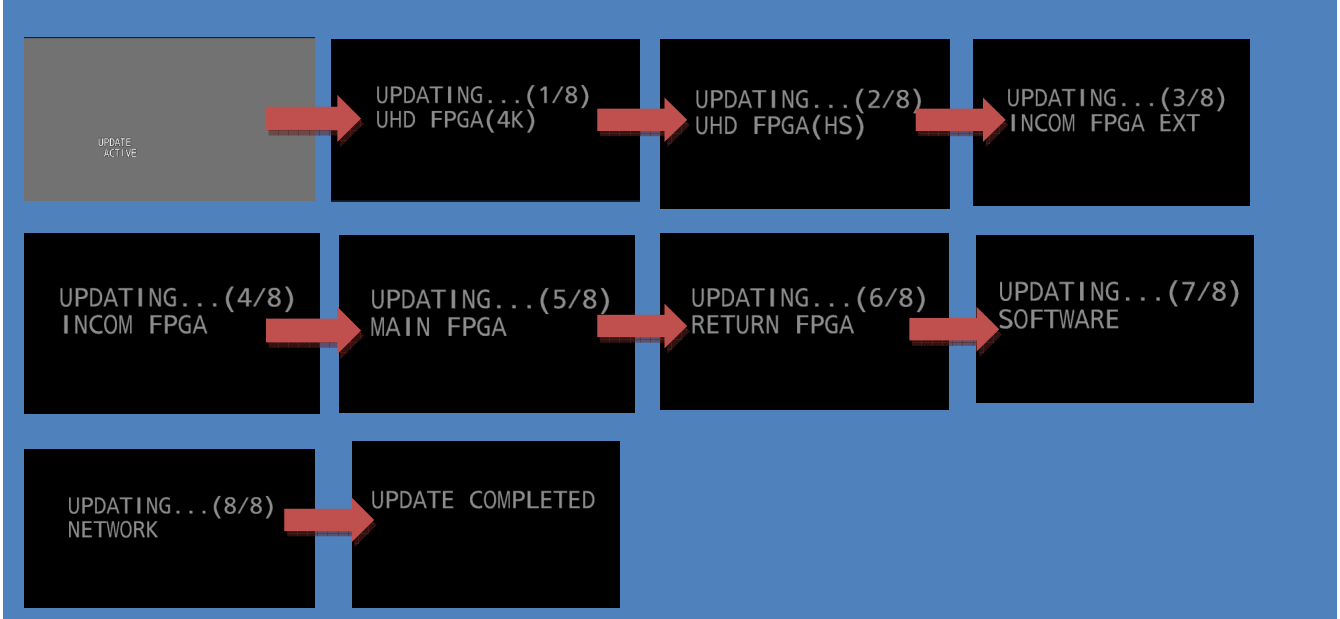 UPDATE
ACTIVE
UPDATING...(1/8)
UHD FPGA(4K)
UPDATING...(2/8)
UHD FPGA(HS)
UPDATING...(3/8)
INCOM FPGA EXT
UPDATING...(4/8)
INCOM FPGA
UPDATING...(5/8)
MAIN FPGA
UPDATING...(6/8)
RETURN FPGA
UPDATING...(7/8)
SOFTWARE
UPDATING...(8/8)
NETWORK
UPDATE COMPLETED